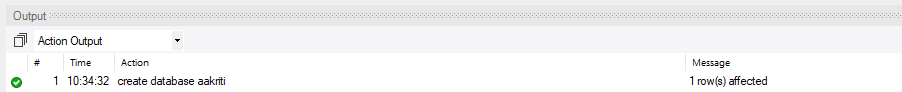 Output
Action Output
# Time Action Message
1 10:34:32 create database aakriti 1 row(s) affected